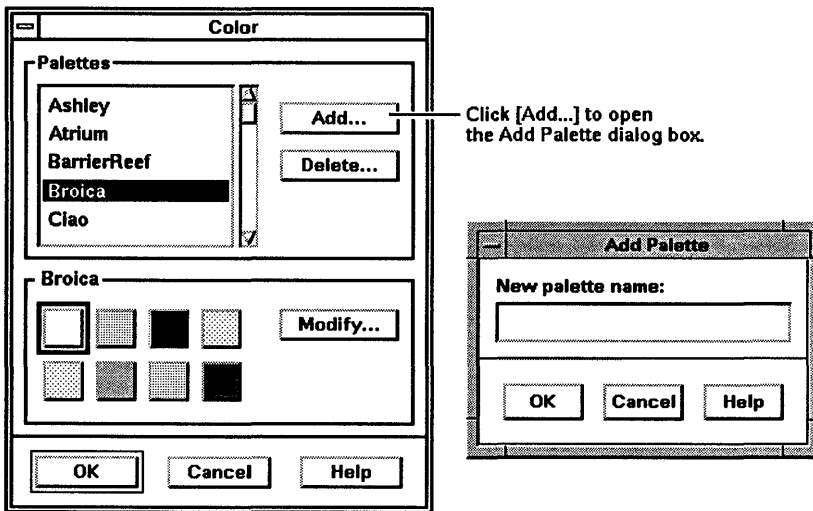 Color
Palettes
Ashley
Atrium
BarrierReef
Broica
Ciao
Add...
Delete...
Click [Add...] to open
the Add Palette dialog box.
Broica
Modify...
OK
Cancel
Help
Add Palette
New palette name:
OK
Cancel
Help